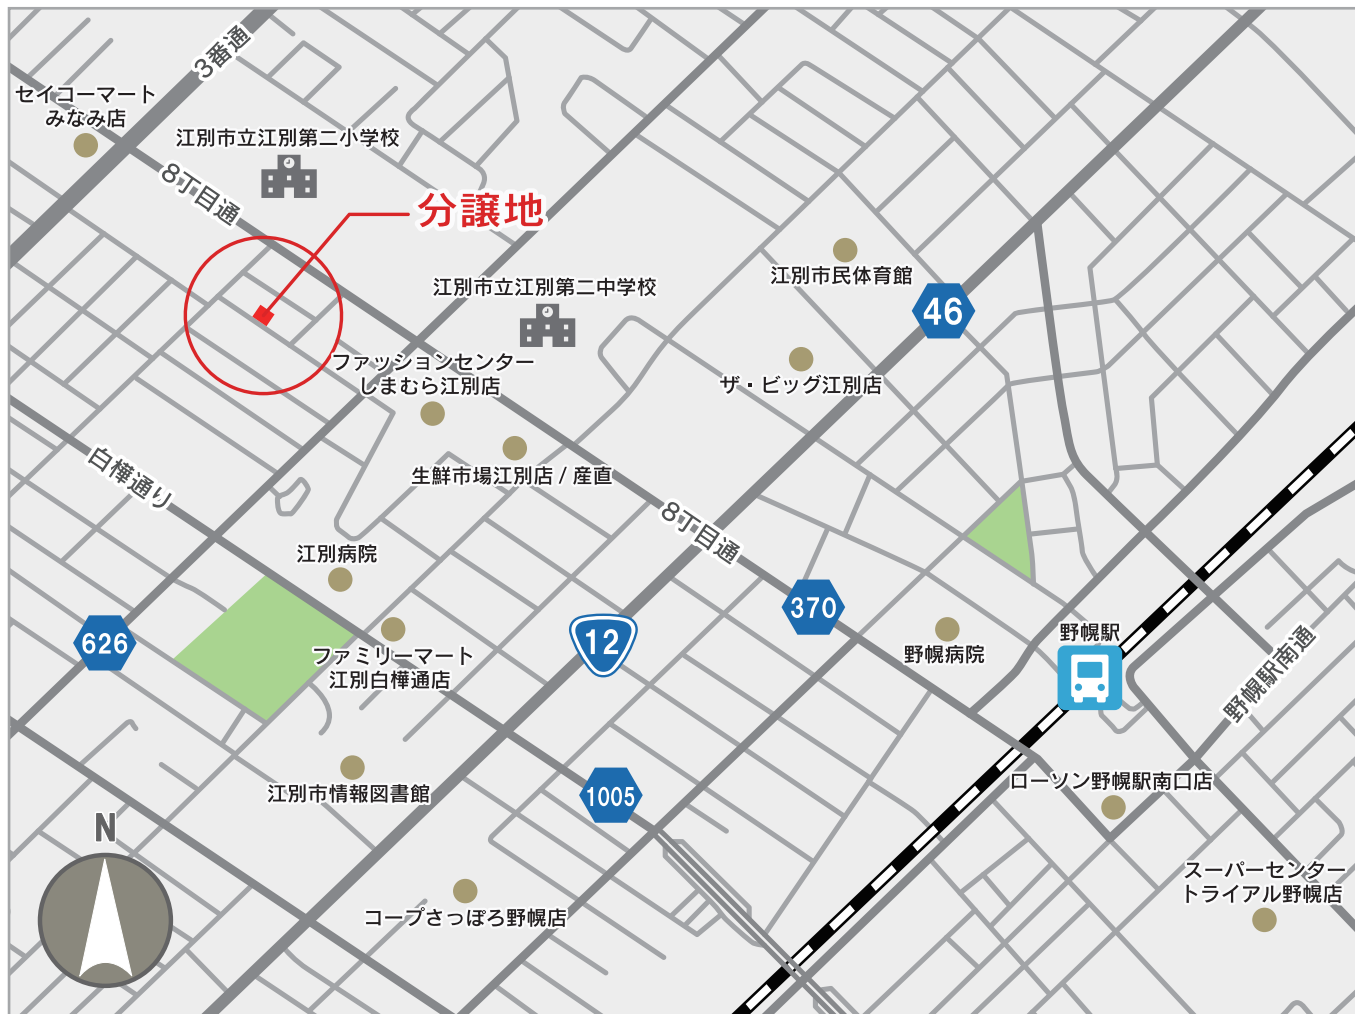 3番通
セイコーマート
みなみ店
江別市立江別第二小学校
8丁目通
分譲地
江別市立江別第二中学校
江別市民体育館
46
ファッションセンター
しまむら江別店
ザ・ビッグ江別店
生鮮市場江別店 / 産直
白樺通り
8丁目通
江別病院
370
626
12
野幌病院
野幌駅
ファミリーマート
江別白樺通店
野幌駅南通
江別市情報図書館
1005
ローソン野幌駅南口店
N
スーパーセンター
トライアル野幌店
コープさっぽろ野幌店